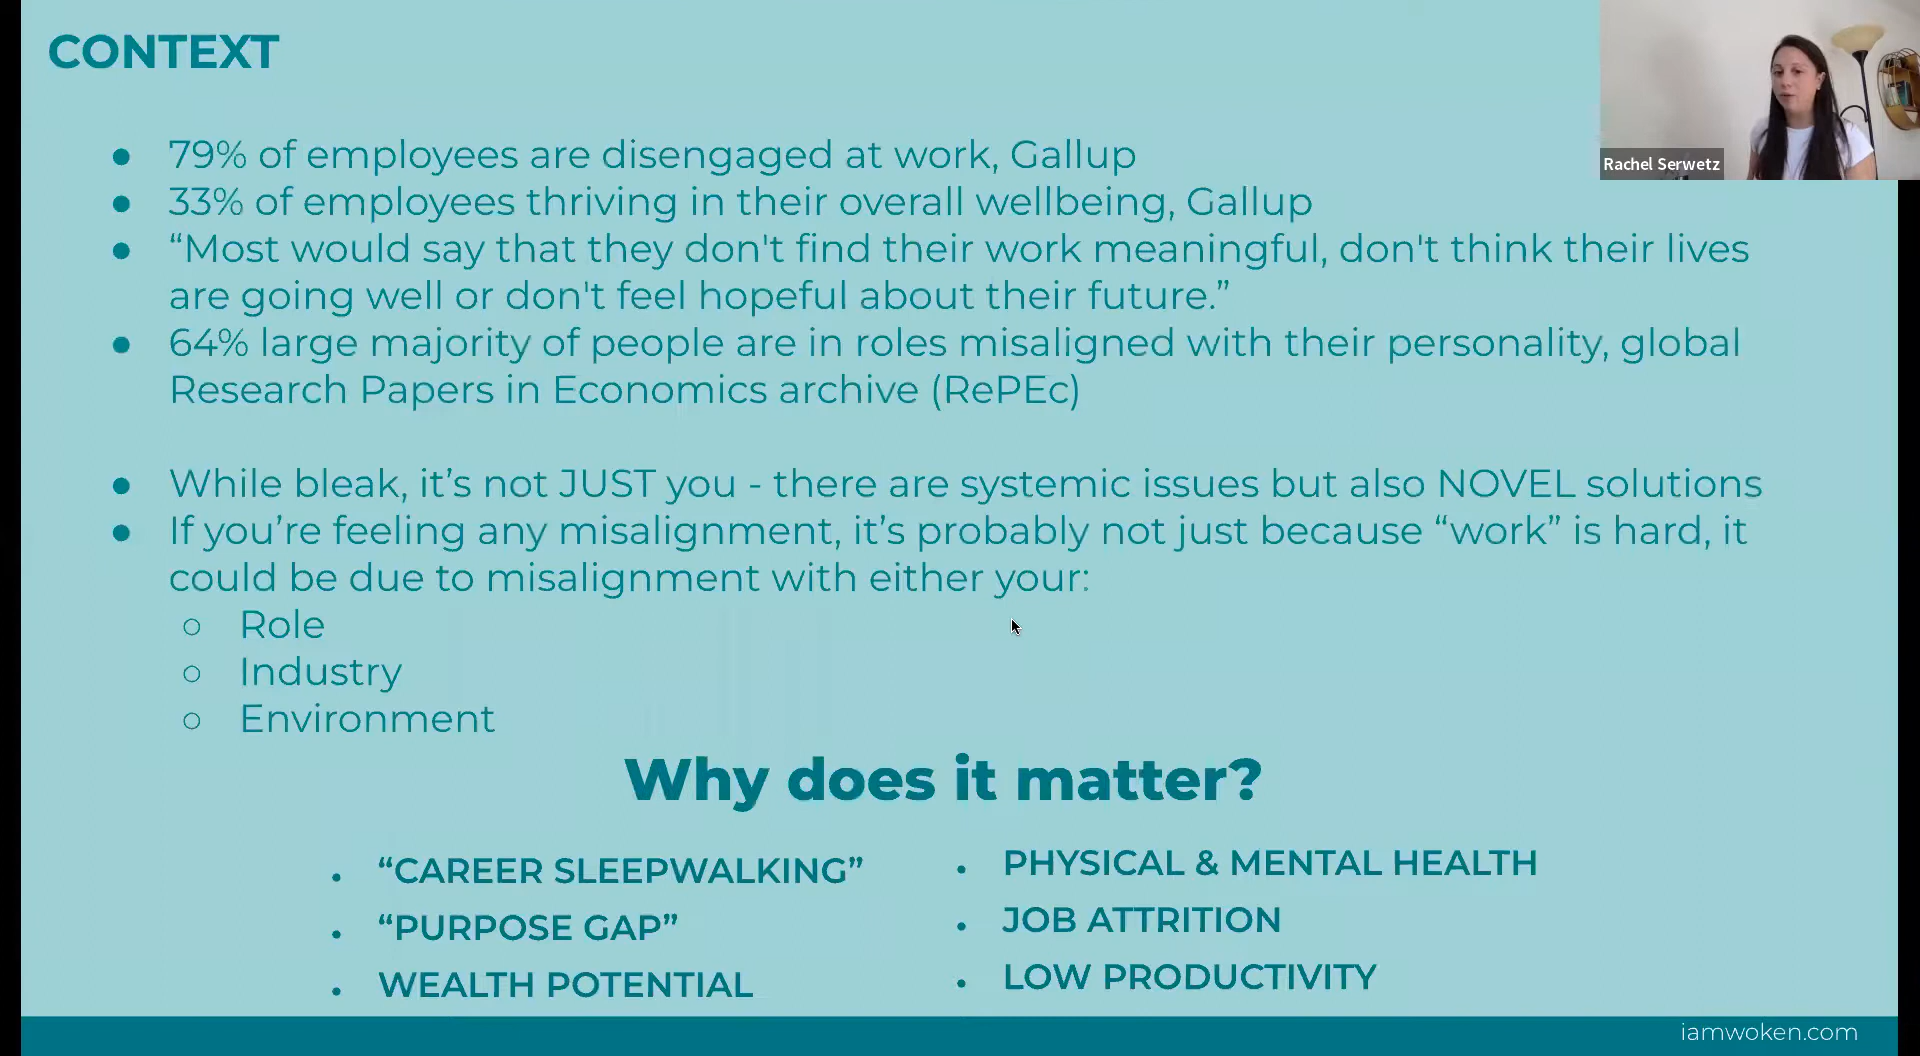 CONTEXT
Rachel Serwetz
● 79% of employees are disengaged at work, Gallup
● 33% of employees thriving in their overall wellbeing, Gallup
● “Most would say that they don't find their work meaningful, don't think their lives
are going well or don't feel hopeful about their future.”
● 64% large majority of people are in roles misaligned with their personality, global
Research Papers in Economics archive (RePEc)
● While bleak, it’s not JUST you - there are systemic issues but also NOVEL solutions
● If you’re feeling any misalignment, it’s probably not just because “work” is hard, it
could be due to misalignment with either your:
○ Role
○ Industry
○ Environment
Why does it matter?
• “CAREER SLEEPWALKING”
• “PURPOSE GAP”
• WEALTH POTENTIAL
• PHYSICAL & MENTAL HEALTH
• JOB ATTRITION
• LOW PRODUCTIVITY
iamwoken.com